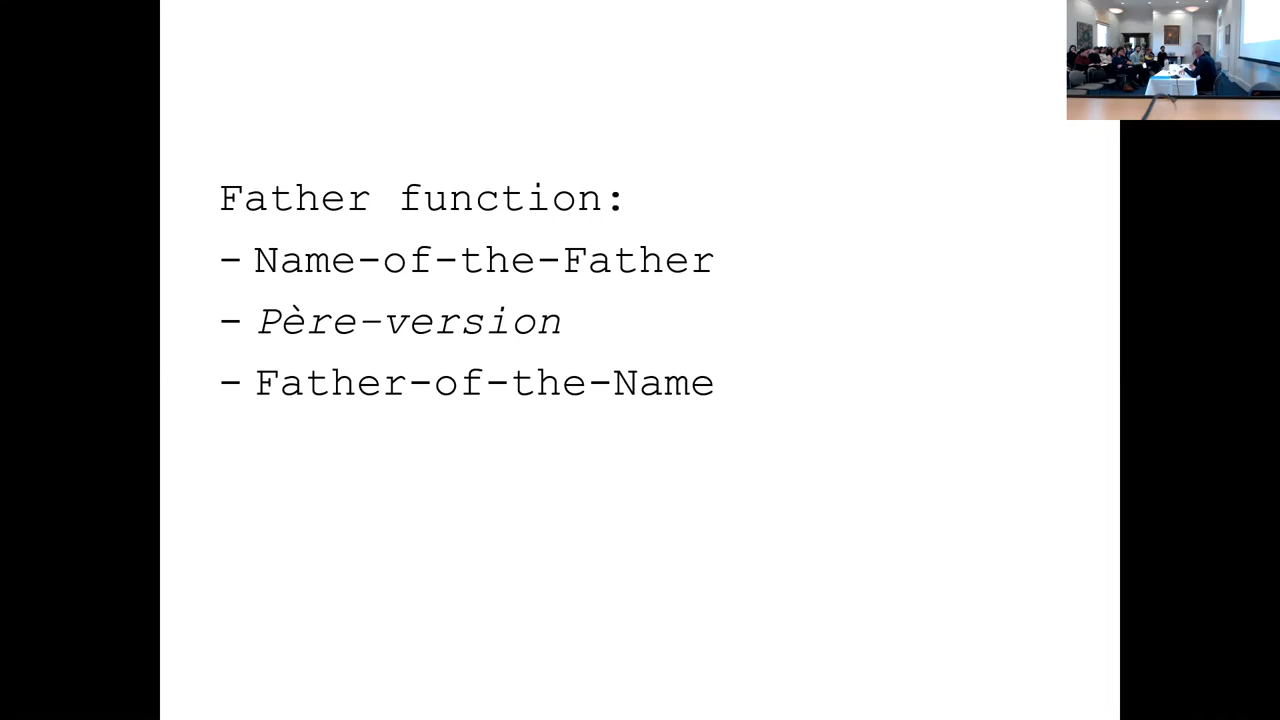 Father function:
- Name-of-the-Father
- Père-version
- Father-of-the-Name